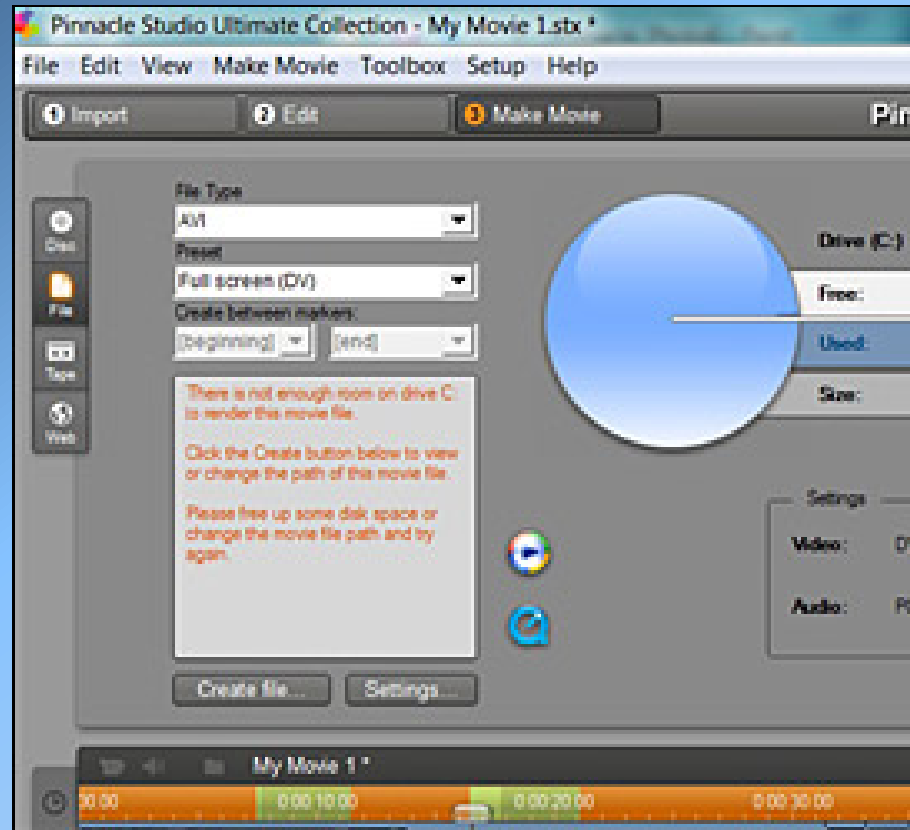 Pinnacle Studio Ultimate Collection - My Movie 1.stx *
File Edit View Make Movie Toolbox Setup Help
1 Import 2 Edit 3 Make Movie Pin
Disc
File
Tape
Web
File Type
AVI
Preset
Full screen (DV)
Create between markers:
[beginning] [end]
There is not enough room on drive C:
to render this movie file.
Click the Create button below to view
or change the path of this movie file.
Please free up some disk space or
change the movie file path and try
again.
Create file... Settings...
Drive (C:)
Free:
Used:
Size:
Settings
Video: D
Audio: P
My Movie 1 *
00.00 0:00:10.00 0:00:20.00 0:00:30.00